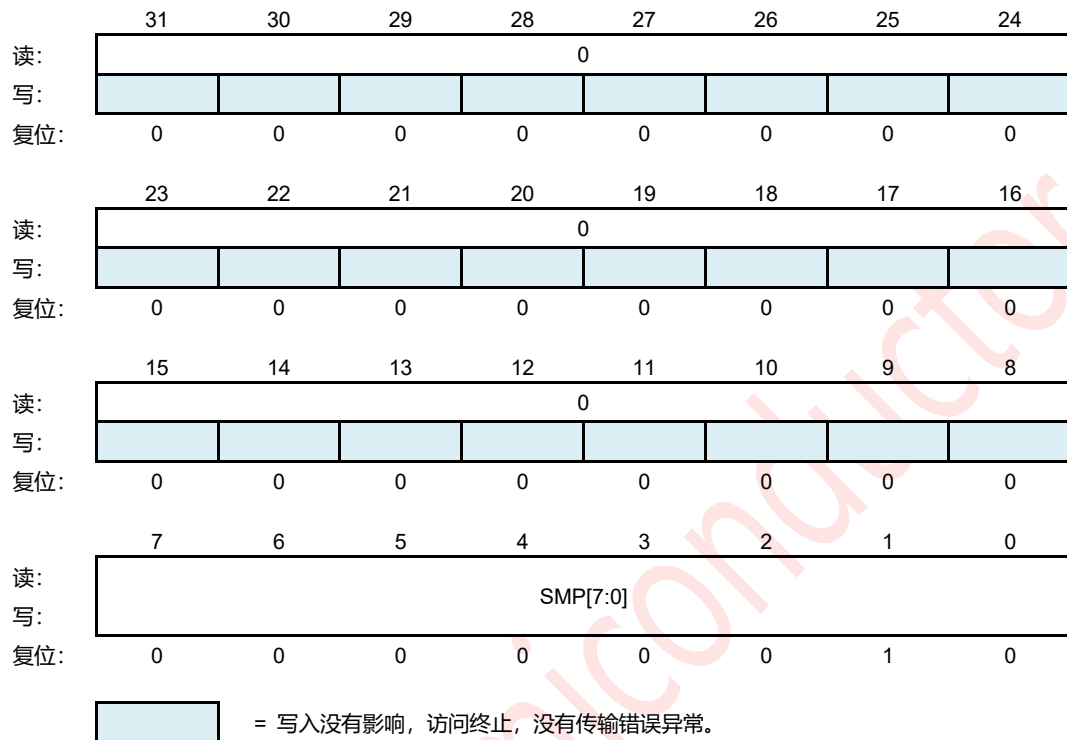 31 30 29 28 27 26 25 24
读: 0
写:
复位: 0 0 0 0 0 0 0 0
23 22 21 20 19 18 17 16
读: 0
写:
复位: 0 0 0 0 0 0 0 0
15 14 13 12 11 10 9 8
读: 0
写:
复位: 0 0 0 0 0 0 0 0
7 6 5 4 3 2 1 0
读:
SMP[7:0]
写:
复位: 0 0 0 0 0 0 1 0
= 写入没有影响，访问终止，没有传输错误异常。
miconductor